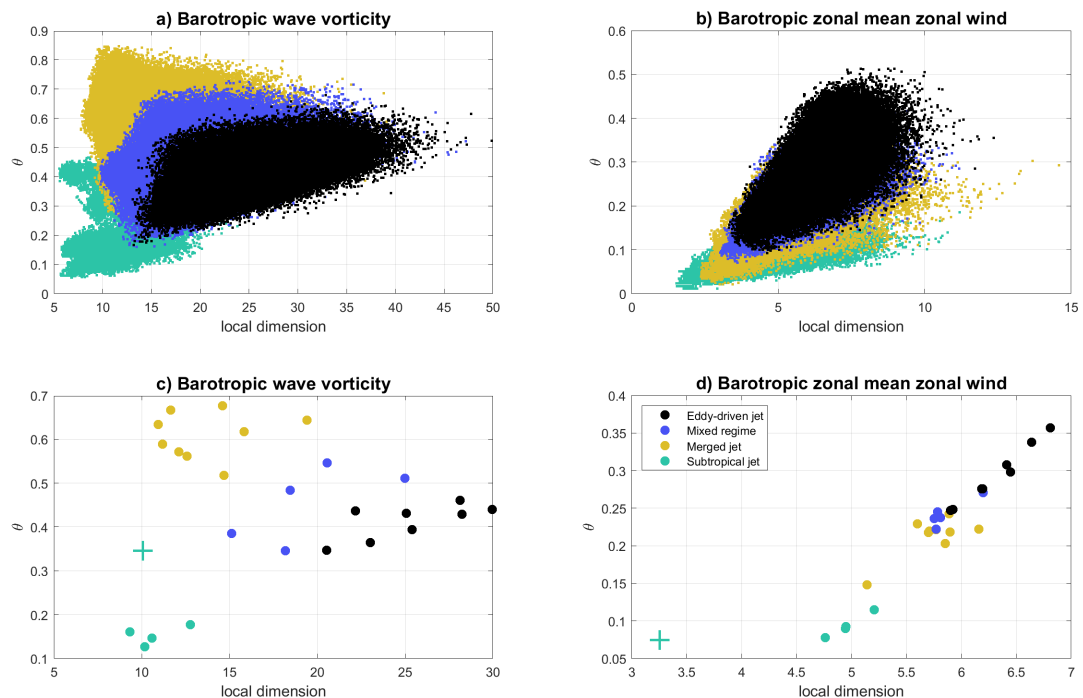 a) Barotropic wave vorticity
0.9
0.8
0.7
0.6
0.5
0.4
0.3
0.2
0.1
0
θ
5 10 15 20 25 30 35 40 45 50
local dimension
b) Barotropic zonal mean zonal wind
0.6
0.5
0.4
0.3
0.2
0.1
0
θ
0 5 10 15
local dimension
c) Barotropic wave vorticity
0.7
0.6
0.5
0.4
0.3
0.2
0.1
θ
5 10 15 20 25 30
local dimension
d) Barotropic zonal mean zonal wind
0.4
0.35
0.3
0.25
0.2
0.15
0.1
0.05
θ
Eddy-driven jet
Mixed regime
Merged jet
Subtropical jet
3 3.5 4 4.5 5 5.5 6 6.5 7
local dimension